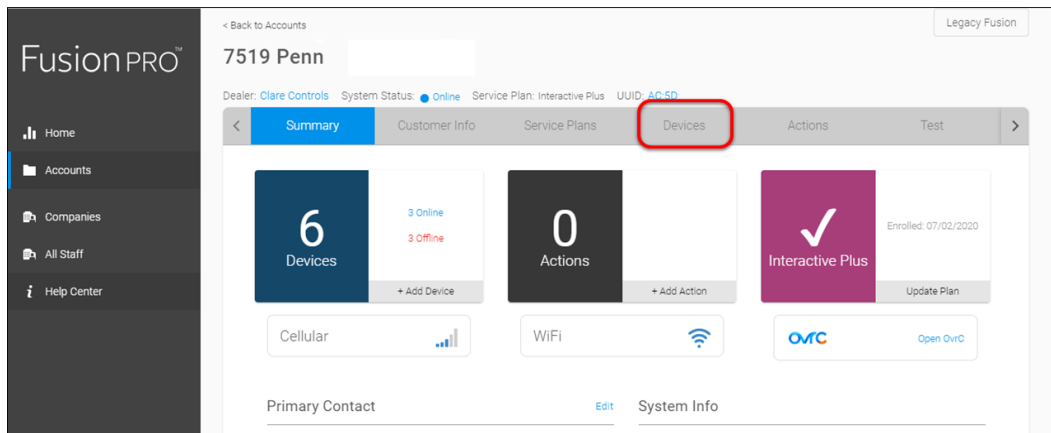 < Back to Accounts
Legacy Fusion
FusionPRO™
7519 Penn
Dealer: Clare Controls System Status: Online Service Plan: Interactive Plus UUID: AC:5D
< Summary Customer Info Service Plans Devices Actions Test >
Home
Accounts
Companies
All Staff
Help Center
6
Devices
3 Online
3 Offline
+ Add Device
0
Actions
+ Add Action
Interactive Plus
Enrolled: 07/02/2020
Update Plan
Cellular
WiFi
OvrC
Open OvrC
Primary Contact
Edit
System Info